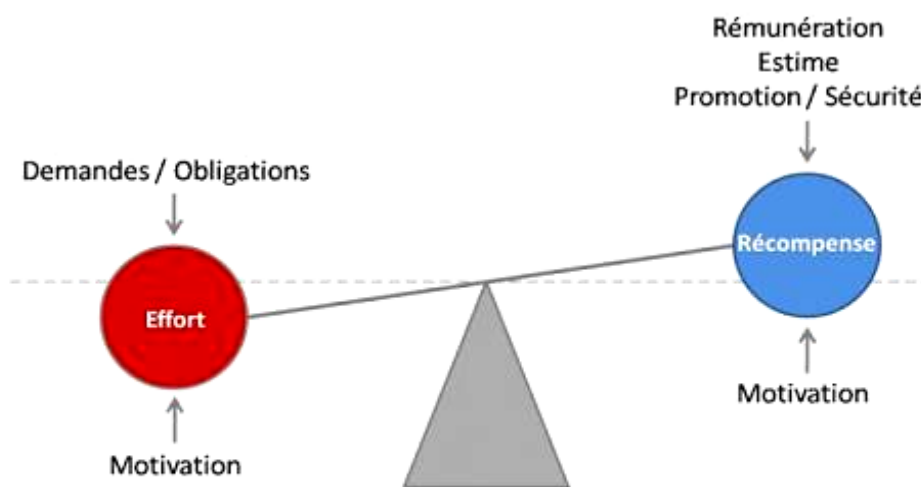 Rémunération
Estime
Promotion / Sécurité
Demandes / Obligations
Récompense
Effort
Motivation
Motivation